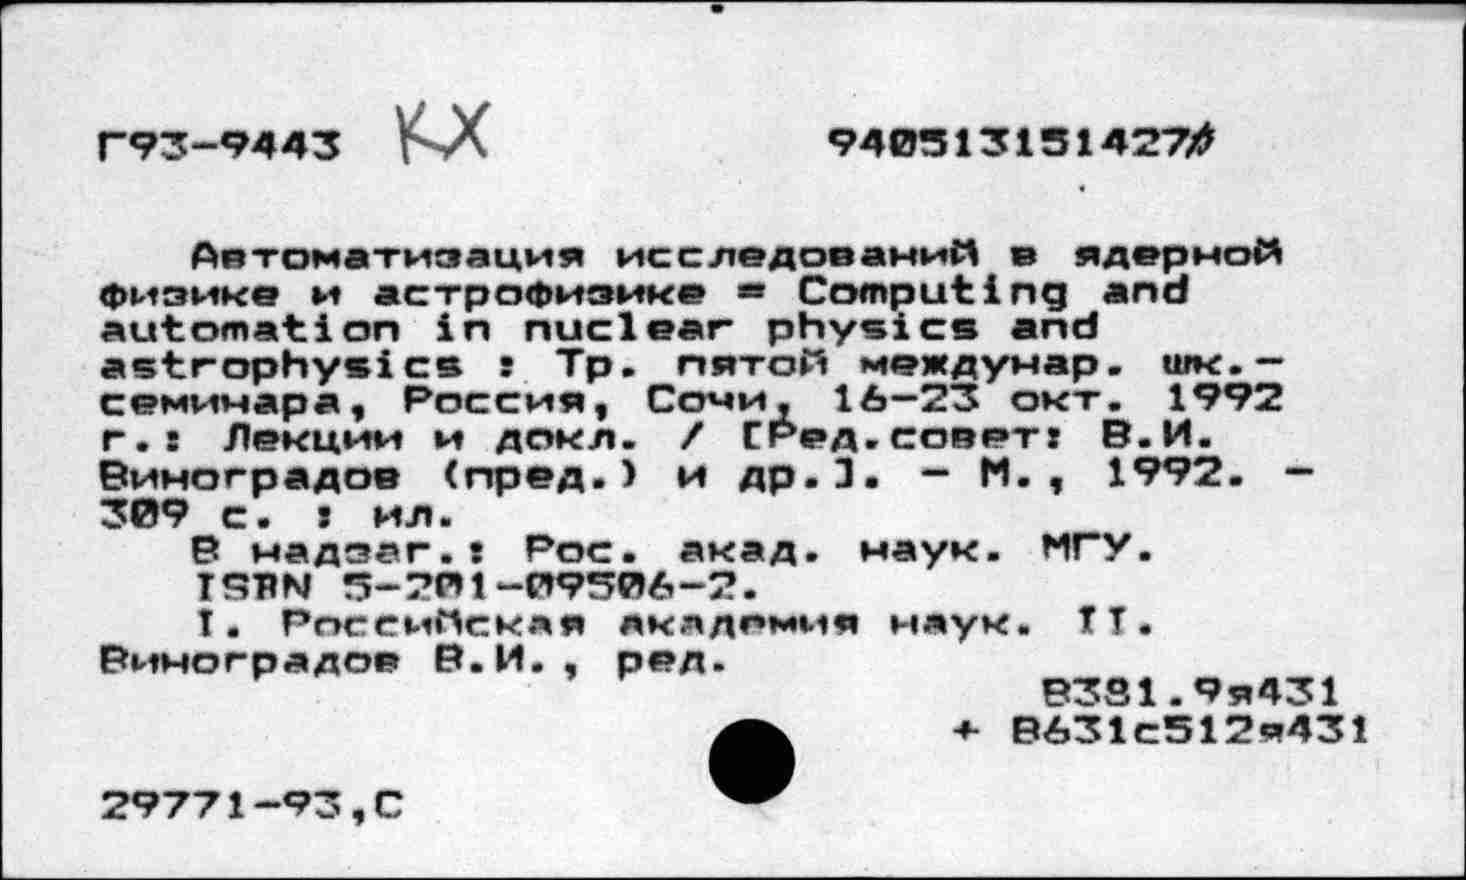 Г93-9443 КХ 940513151427
Автоматизация исследований в ядерной
физике и астрофизике = Computing and
automation in nuclear physics and
astrophysics : Тр. пятой междунар. шк.-
семинара, Россия, Сочи, 16-23 окт. 1992
г.: Лекции и докл. / [Ред.совет: В.И.
Виноградов (пред.) и др.]. - М., 1992. -
309 с. : ил.
В надзаг.: Рос. акад. наук. МГУ.
ISBN 5-201-09506-2.
I. Российская академия наук. II.
Виноградов В.И., ред.
В381.9я431
+ В631с512я431
29771-93,С